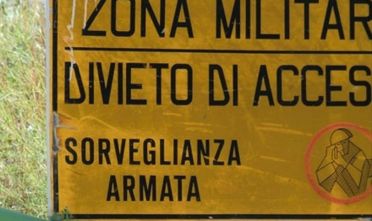 ZONA MILITAR
DIVIETO DI ACCES
SORVEGLIANZA
ARMATA